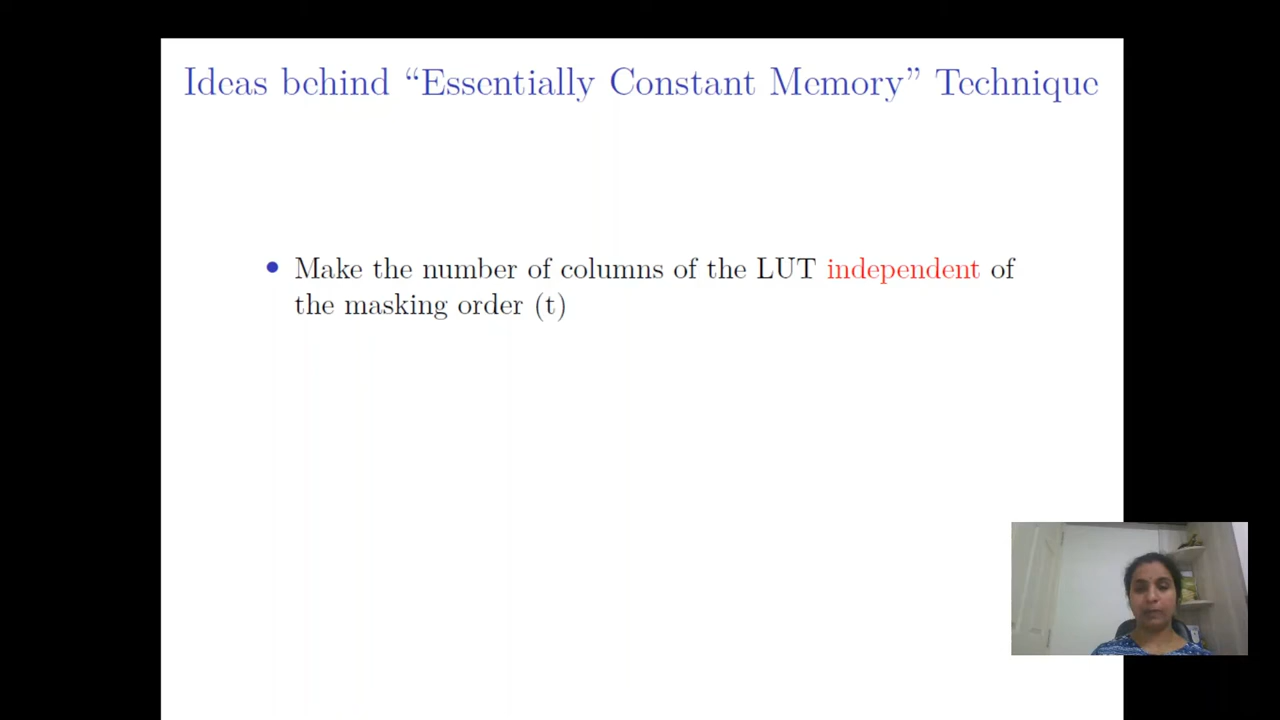 Ideas behind “Essentially Constant Memory” Technique
• Make the number of columns of the LUT independent of
the masking order (t)